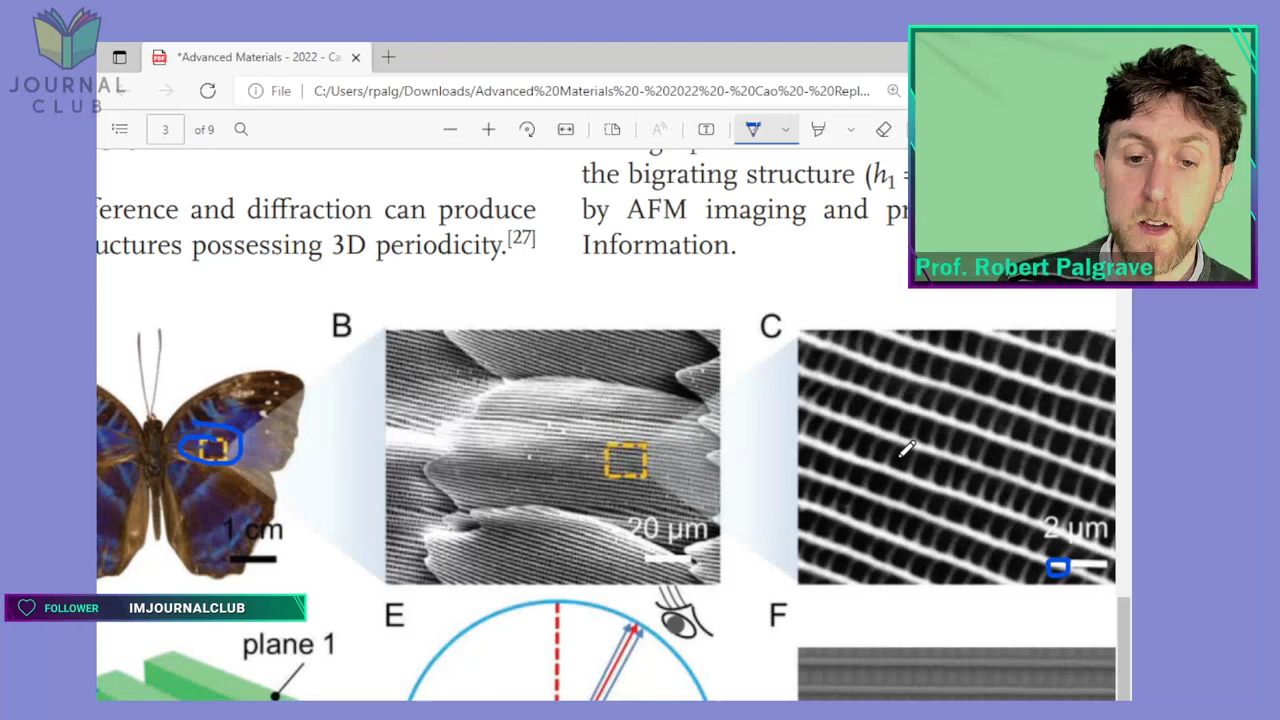 JOURNAL
CLUB
*Advanced Materials - 2022 - Ca
File
C:/Users/rpalg/Downloads/Advanced%20Materials%20-%202022%20-%20Cao%20-%20Repl...
3
of 9
the bigrating structure (h1 =
ference and diffraction can produce
by AFM imaging and pr
uctures possessing 3D periodicity.[27]
Information.
Prof. Robert Palgrave
B
C
1 cm
20 μm
2 μm
FOLLOWER
IMJOURNALCLUB
E
F
plane 1